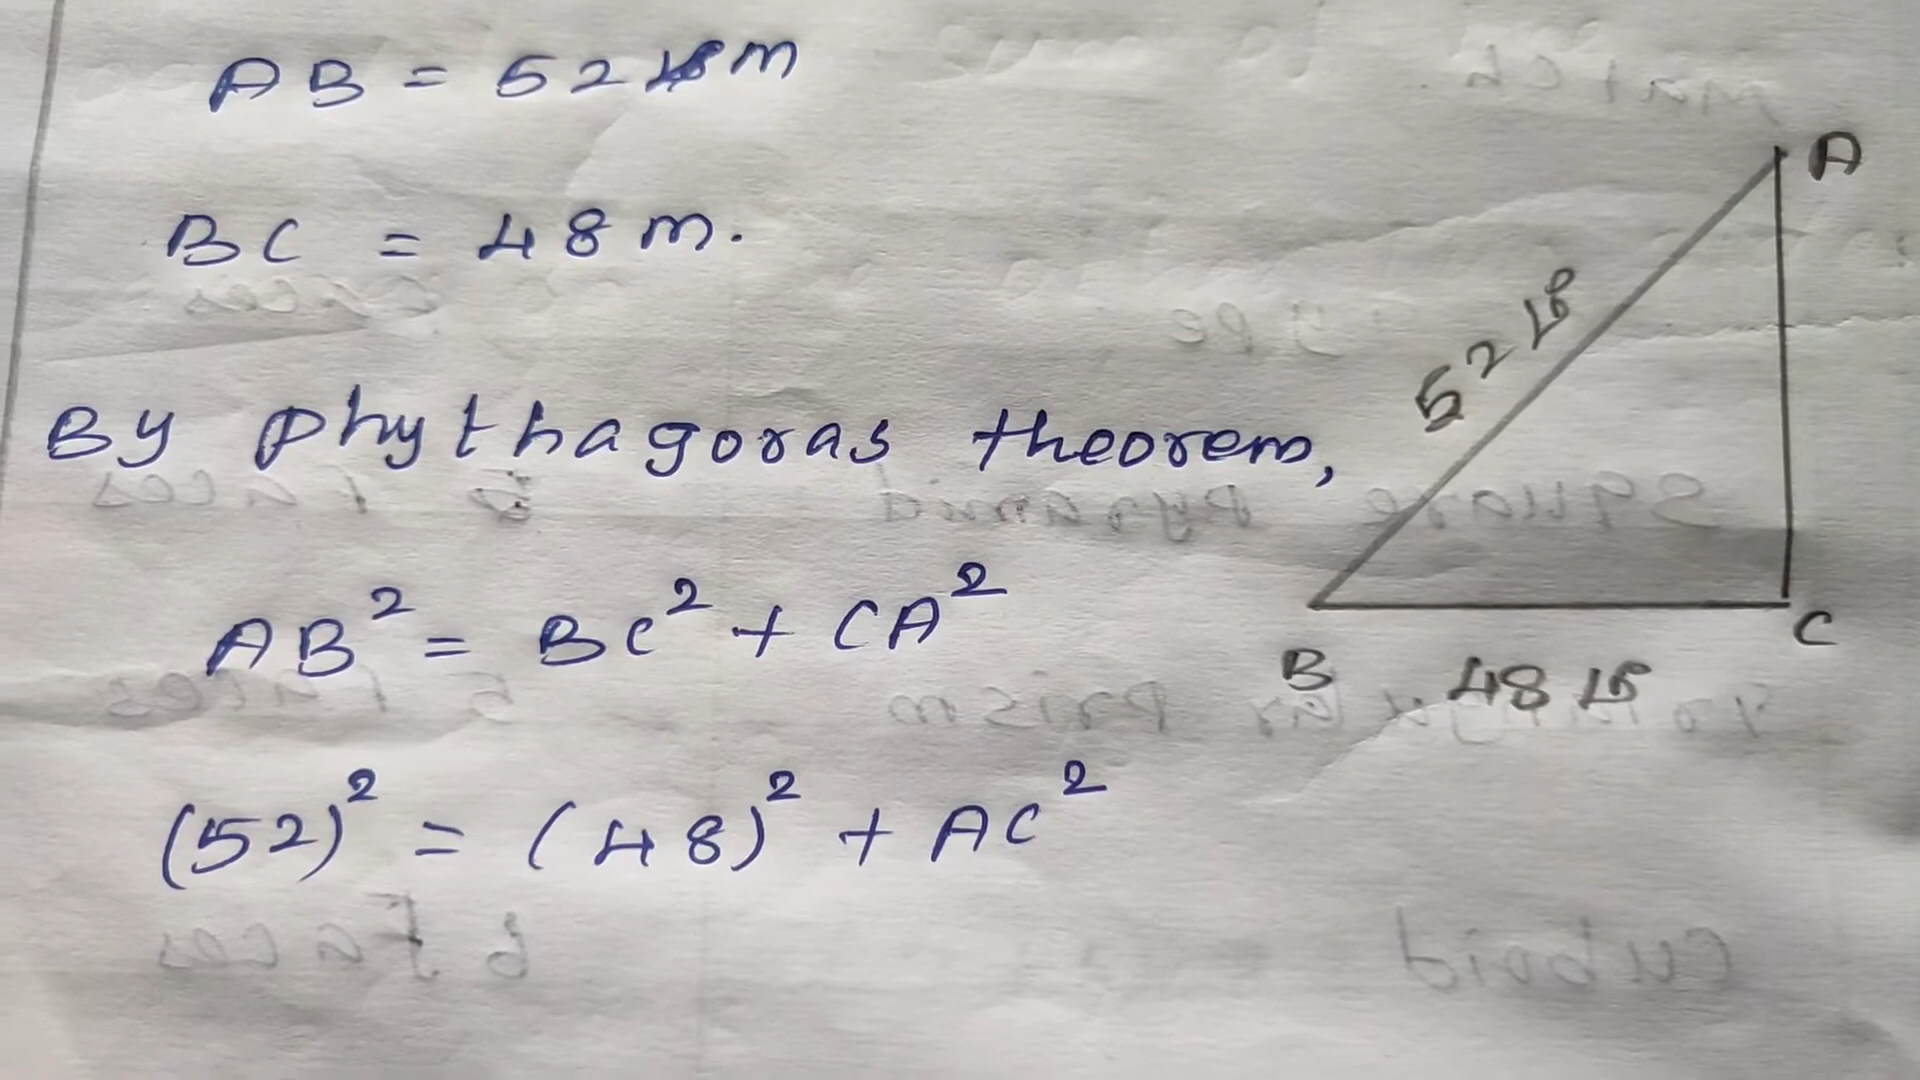 AB = 52 m
BC = 48 m.
By Phythagoras theorem,
AB² = BC² + CA²
(52)² = (48)² + AC²
A
52 மீ
B
C
48 மீ